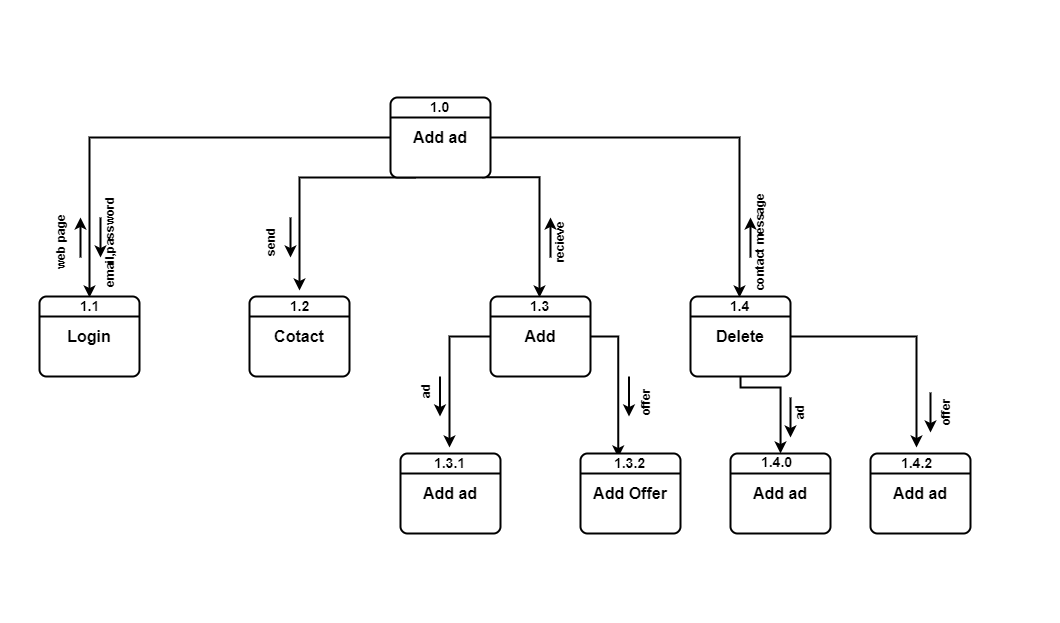 1.0
Add ad
web page
email,password
send
recieve
contact message
1.1
Login
1.2
Cotact
1.3
Add
1.4
Delete
ad
offer
ad
offer
1.3.1
Add ad
1.3.2
Add Offer
1.4.0
Add ad
1.4.2
Add ad